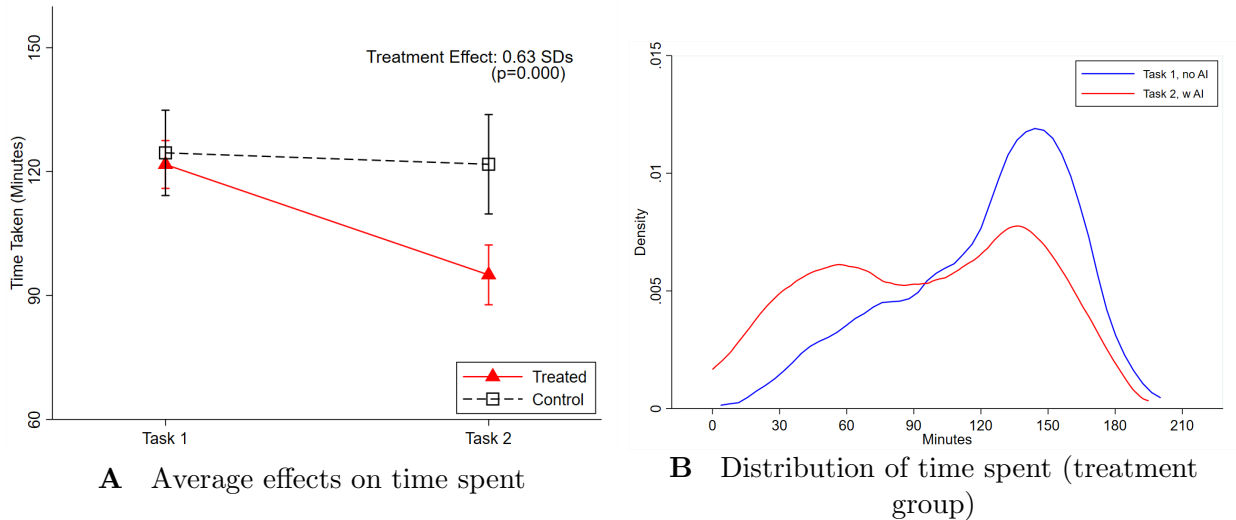 Time Taken (Minutes)
150
120
90
60
Treatment Effect: 0.63 SDs
(p=0.000)
Treated
Control
Task 1
Task 2
A Average effects on time spent
Density
.015
.01
.005
0
Task 1, no AI
Task 2, w AI
0 30 60 90 120 150 180 210
Minutes
B Distribution of time spent (treatment
group)